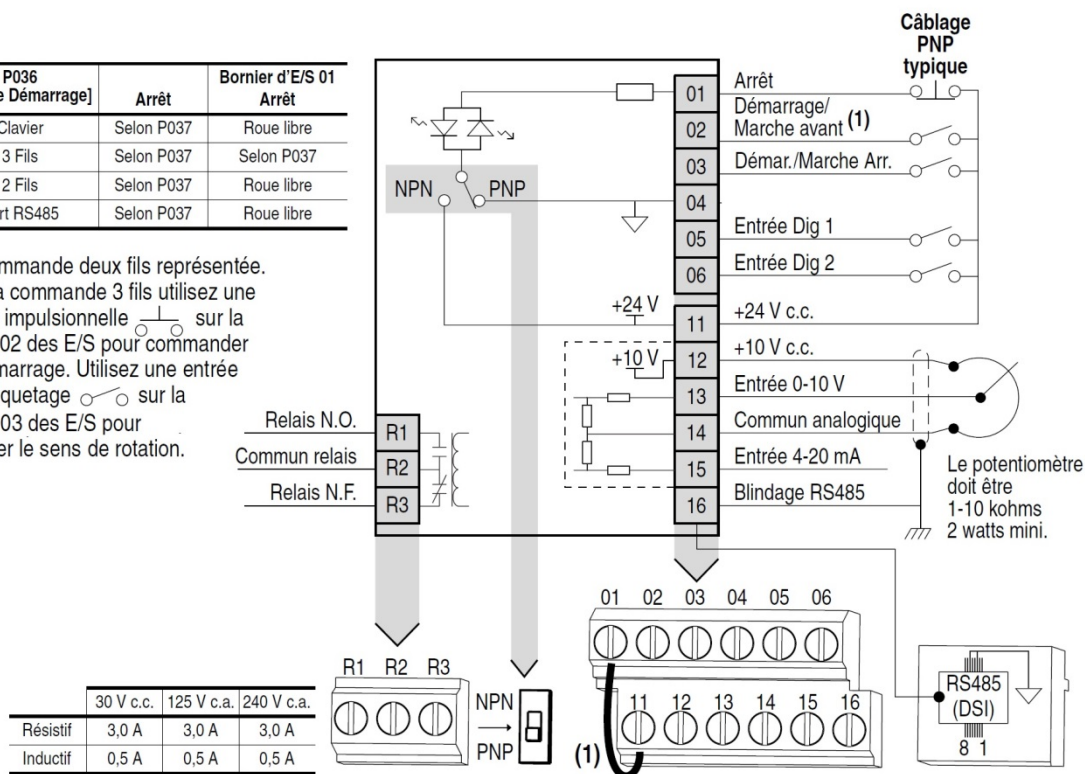 Câblage
PNP
typique
P036
e Démarrage]
Arrêt
Bornier d'E/S 01
Arrêt
Clavier
Selon P037
Roue libre
3 Fils
Selon P037
Selon P037
2 Fils
Selon P037
Roue libre
rt RS485
Selon P037
Roue libre
mmande deux fils représentée.
a commande 3 fils utilisez une
impulsionnelle sur la
02 des E/S pour commander
marrage. Utilisez une entrée
quetage sur la
03 des E/S pour
er le sens de rotation.
NPN
PNP
+24 V
+10 V
01 Arrêt
02 Démarrage/
Marche avant (1)
03 Démar./Marche Arr.
04
05 Entrée Dig 1
06 Entrée Dig 2
11 +24 V c.c.
12 +10 V c.c.
13 Entrée 0-10 V
14 Commun analogique
15 Entrée 4-20 mA
16 Blindage RS485
Le potentiomètre
doit être
1-10 kohms
2 watts mini.
Relais N.O. R1
Commun relais R2
Relais N.F. R3
01 02 03 04 05 06
11 12 13 14 15 16
(1)
R1 R2 R3
NPN
PNP
RS485
(DSI)
8 1
30 V c.c. 125 V c.a. 240 V c.a.
Résistif 3,0 A 3,0 A 3,0 A
Inductif 0,5 A 0,5 A 0,5 A